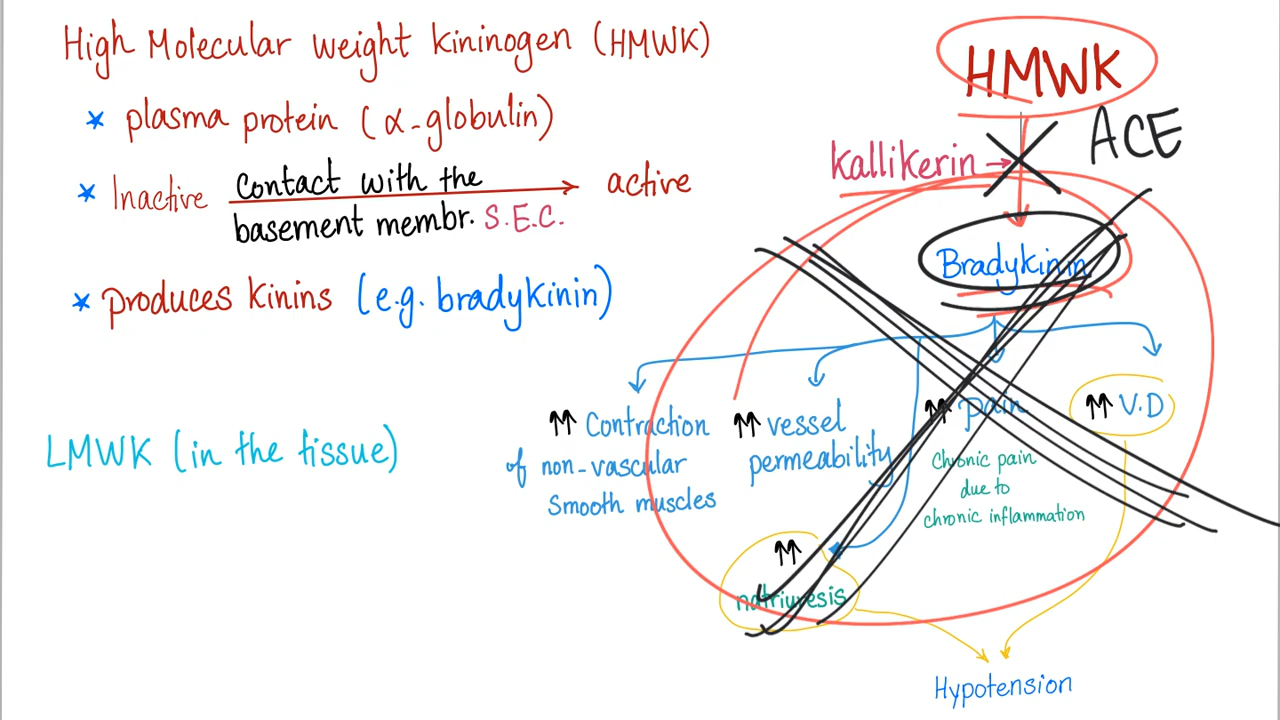 High Molecular weight kininogen (HMWK)
* plasma protein (α-globulin)
* Inactive contact with the active
basement membr. S.E.C.
* produces kinins (e.g. bradykinin)
LMWK (in the tissue)
HMWK
ACE
kallikerin →
Bradykinin
↑↑ Contraction
of non-vascular
smooth muscles
↑↑ vessel
permeability
↑↑ pain
Chronic pain
due to
chronic inflammation
↑↑ V.D
↑↑
natriuresis
Hypotension